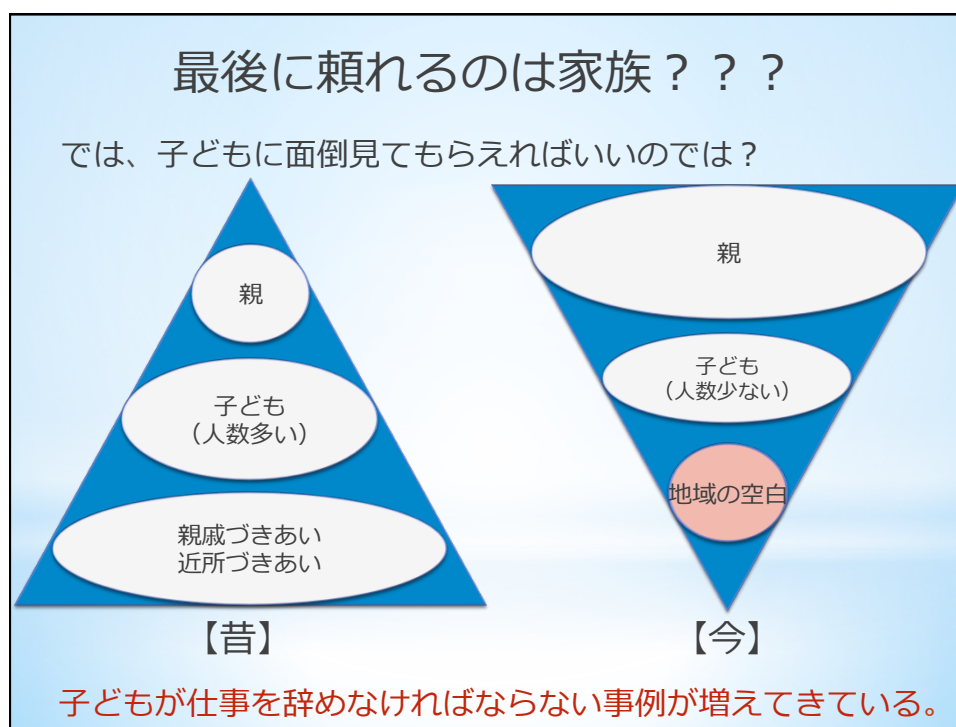 最後に頼れるのは家族？？？
では、子どもに面倒見てもらえればいいのでは？
親
子ども
（人数多い）
親戚づきあい
近所づきあい
【昔】
親
子ども
（人数少ない）
地域の空白
【今】
子どもが仕事を辞めなければならない事例が増えてきている。